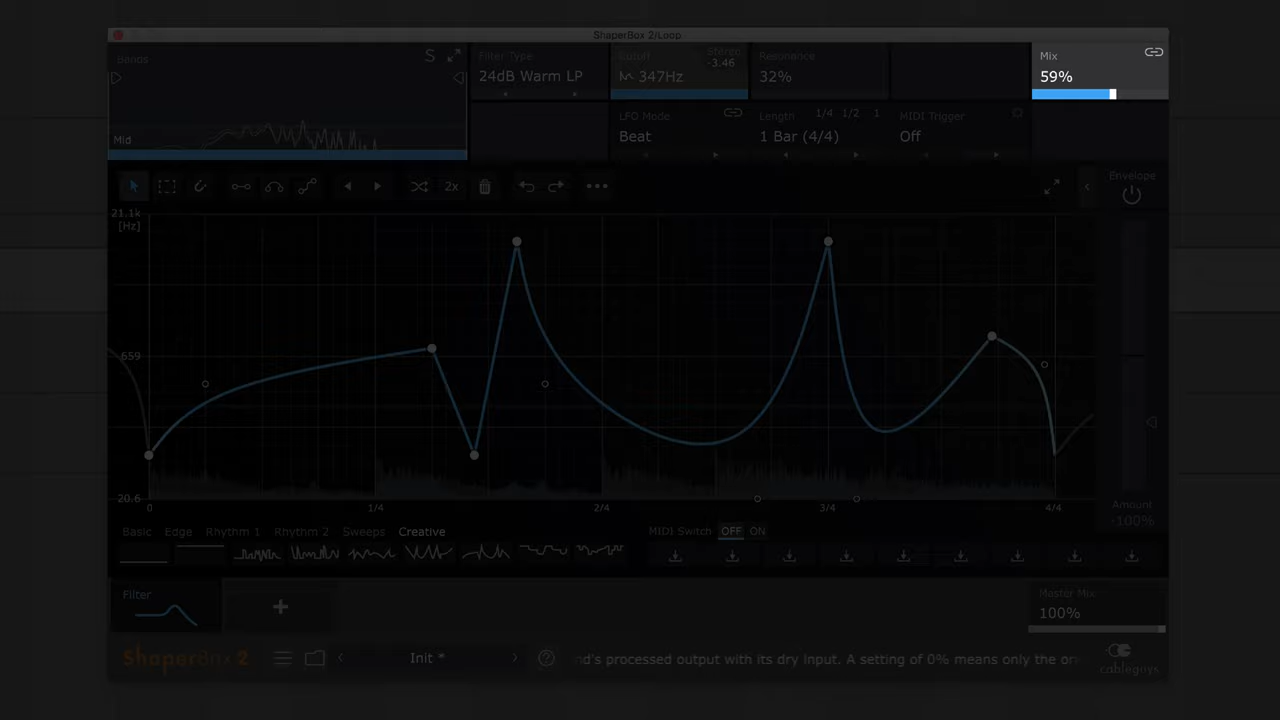 ShaperBox 2/Loop
Bands
S
Mid
Filter Type
24dB Warm LP
Cutoff
347Hz
Stereo
-3.46
Resonance
32%
Mix
59%
LFO Mode
Beat
Length
1/4 1/2 1
1 Bar (4/4)
MIDI Trigger
Off
2x
Envelope
21.1k
[Hz]
659
20.6
0 1/4 2/4 3/4 4/4
Amount
-100%
Basic Edge Rhythm 1 Rhythm 2 Sweeps Creative
MIDI Switch OFF ON
Filter
Master Mix
100%
ShaperBox 2
Init *
nd's processed output with its dry input. A setting of 0% means only the
cableguys